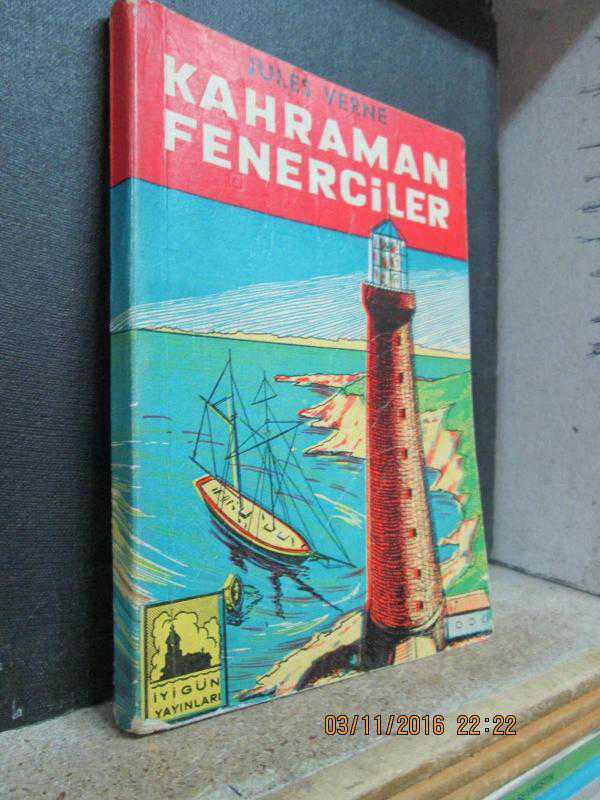 JULES VERNE
KAHRAMAN
FENERCiLER
İYİGÜN
YAYINLARI
03/11/2016 22:22